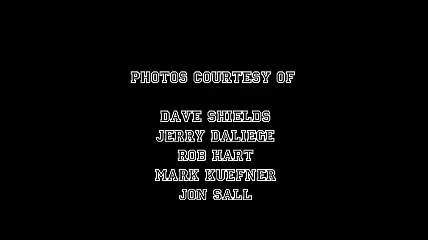 PHOTOS COURTESY OF
DAVE SHIELDS
JERRY DALIEGE
ROB HART
MARK KUEFNER
JON SALL